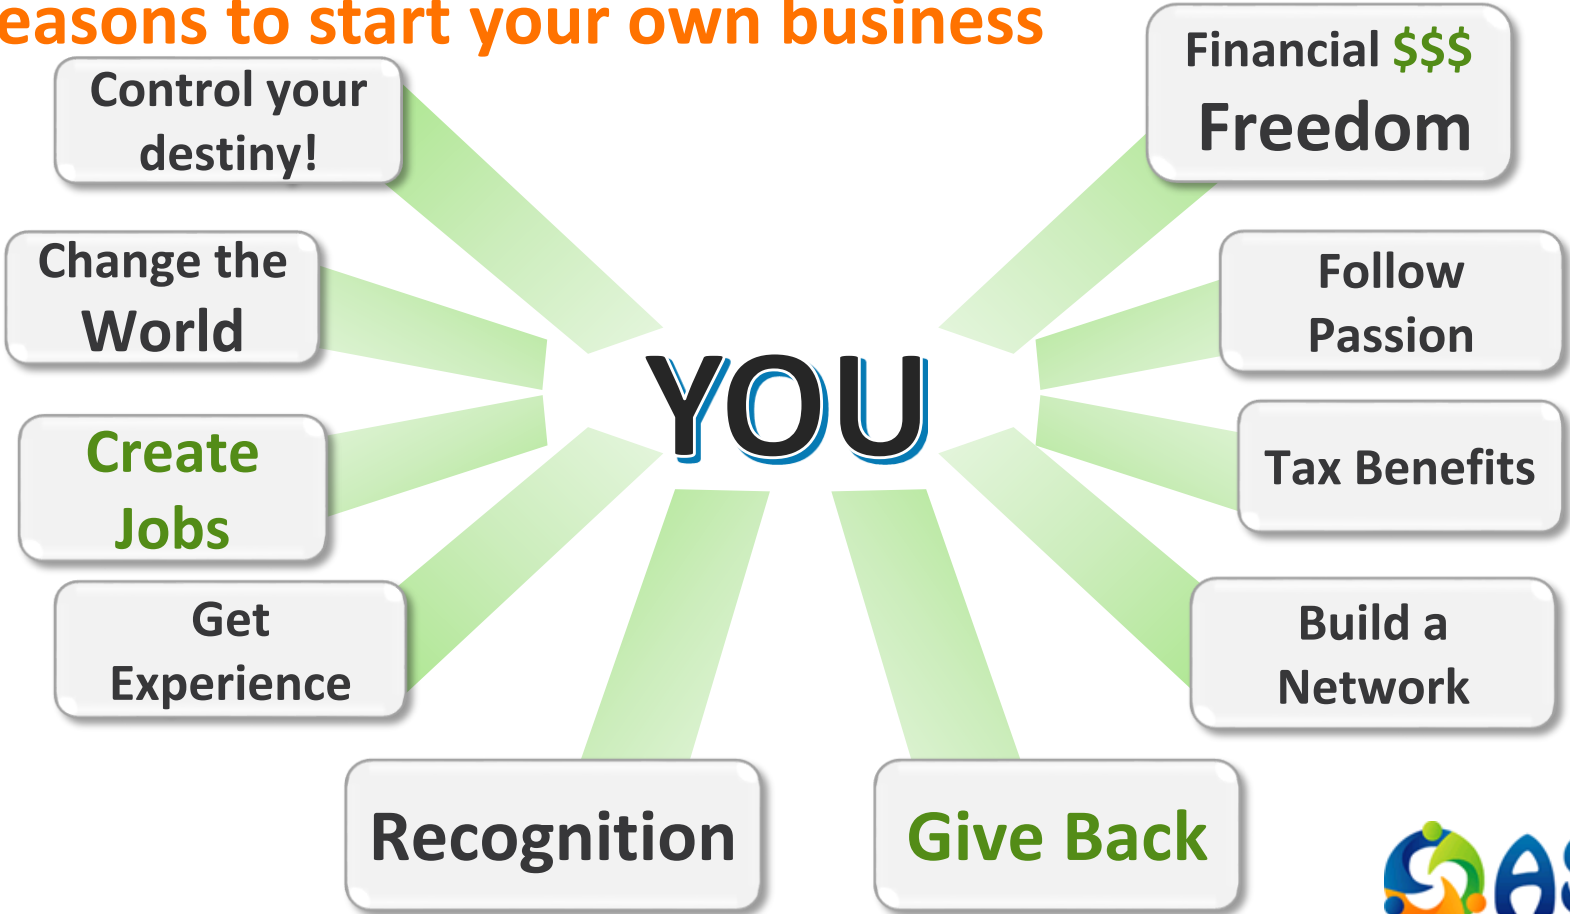 easons to start your own business
Control your
destiny!
Change the
World
Create
Jobs
Get
Experience
Recognition
Give Back
YOU
Financial $$$
Freedom
Follow
Passion
Tax Benefits
Build a
Network